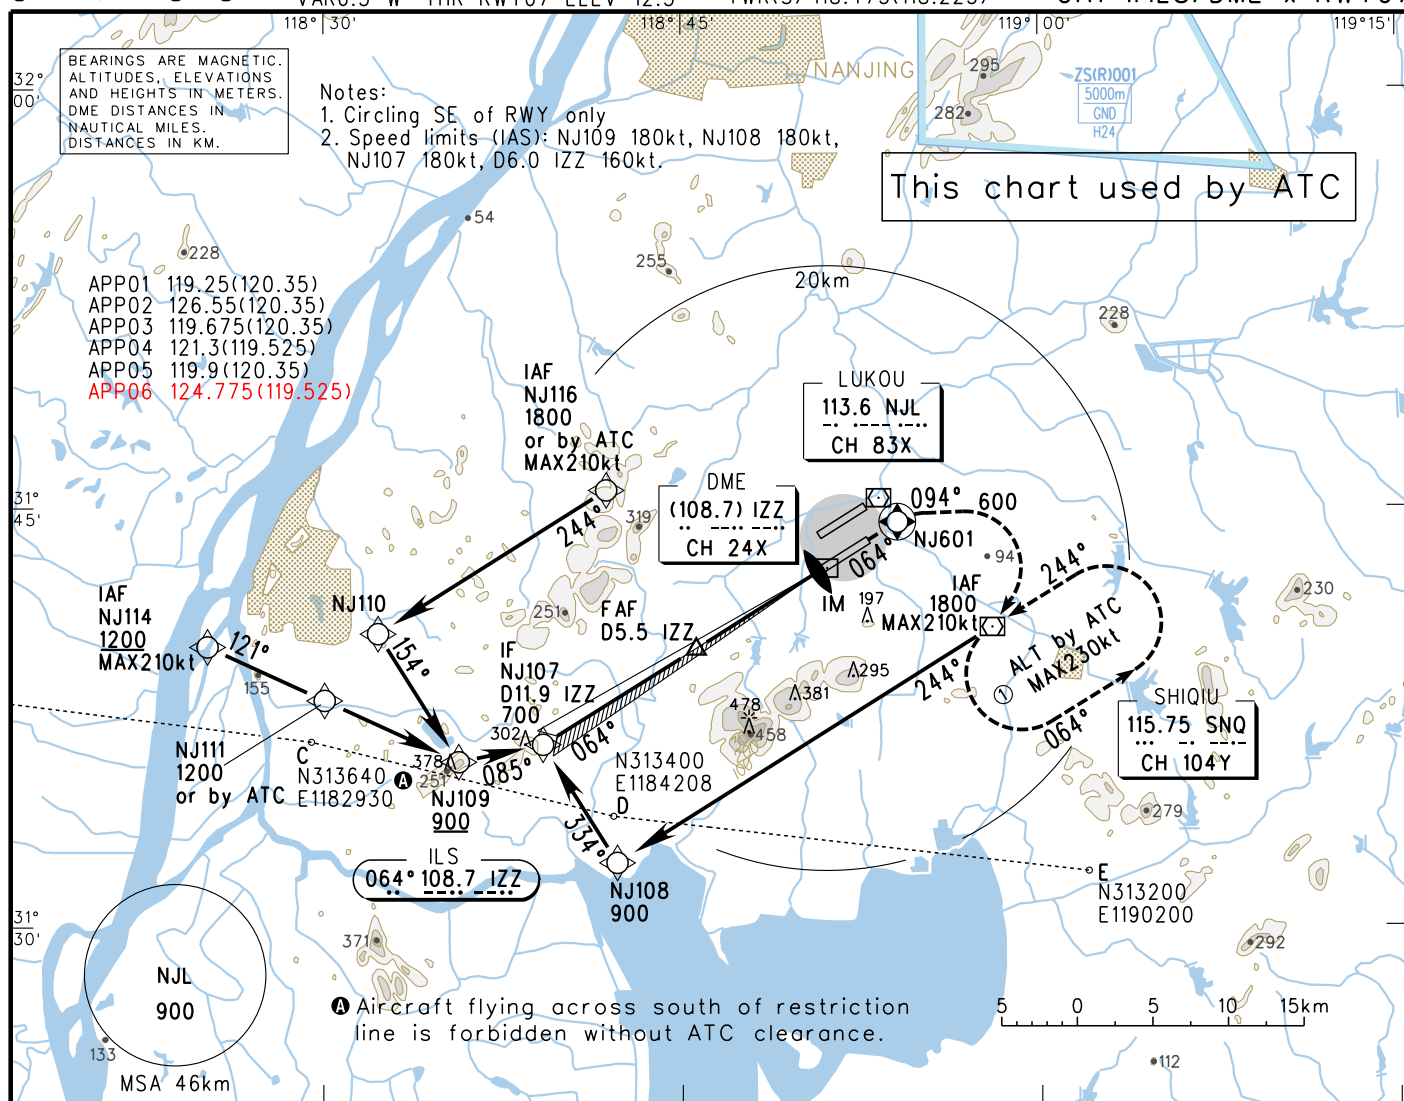 118° 30'
118° 45'
119° 00'
119° 15'
BEARINGS ARE MAGNETIC.
ALTITUDES, ELEVATIONS
AND HEIGHTS IN METERS.
DME DISTANCES IN
NAUTICAL MILES.
DISTANCES IN KM.
32°
00'
Notes:
1. Circling SE of RWY only
2. Speed limits (IAS): NJ109 180kt, NJ108 180kt,
NJ107 180kt, D6.0 IZZ 160kt.
NANJING
295
282
ZS(R)001
5000m
GND
H24
This chart used by ATC
54
228
255
20km
228
APP01 119.25(120.35)
APP02 126.55(120.35)
APP03 119.675(120.35)
APP04 121.3(119.525)
APP05 119.9(120.35)
APP06 124.775(119.525)
IAF
NJ116
1800
or by ATC
MAX210kt
LUKOU
113.6 NJL
CH 83X
DME
(108.7) IZZ
CH 24X
31°
45'
244°
319
094° 600
NJ601
064°
94
244°
IAF
1800
MAX210kt
IM
197
230
IAF
NJ114
1200
MAX210kt
121°
NJ110
154°
251
FAF
D5.5 IZZ
IF
NJ107
D11.9 IZZ
700
ALT by ATC
MAX230kt
1
244°
064°
155
295
381
478
458
SHIQIU
115.75 SNQ
CH 104Y
302
064°
NJ111
1200
or by ATC
C
N313640
E1182930
378
A
251
085°
NJ109
900
N313400
E1184208
D
279
334°
ILS
064° 108.7 IZZ
NJ108
900
E
N313200
E1190200
31°
30'
371
292
NJL
900
A Aircraft flying across south of restriction
line is forbidden without ATC clearance.
5 0 5 10 15km
133
MSA 46km
112